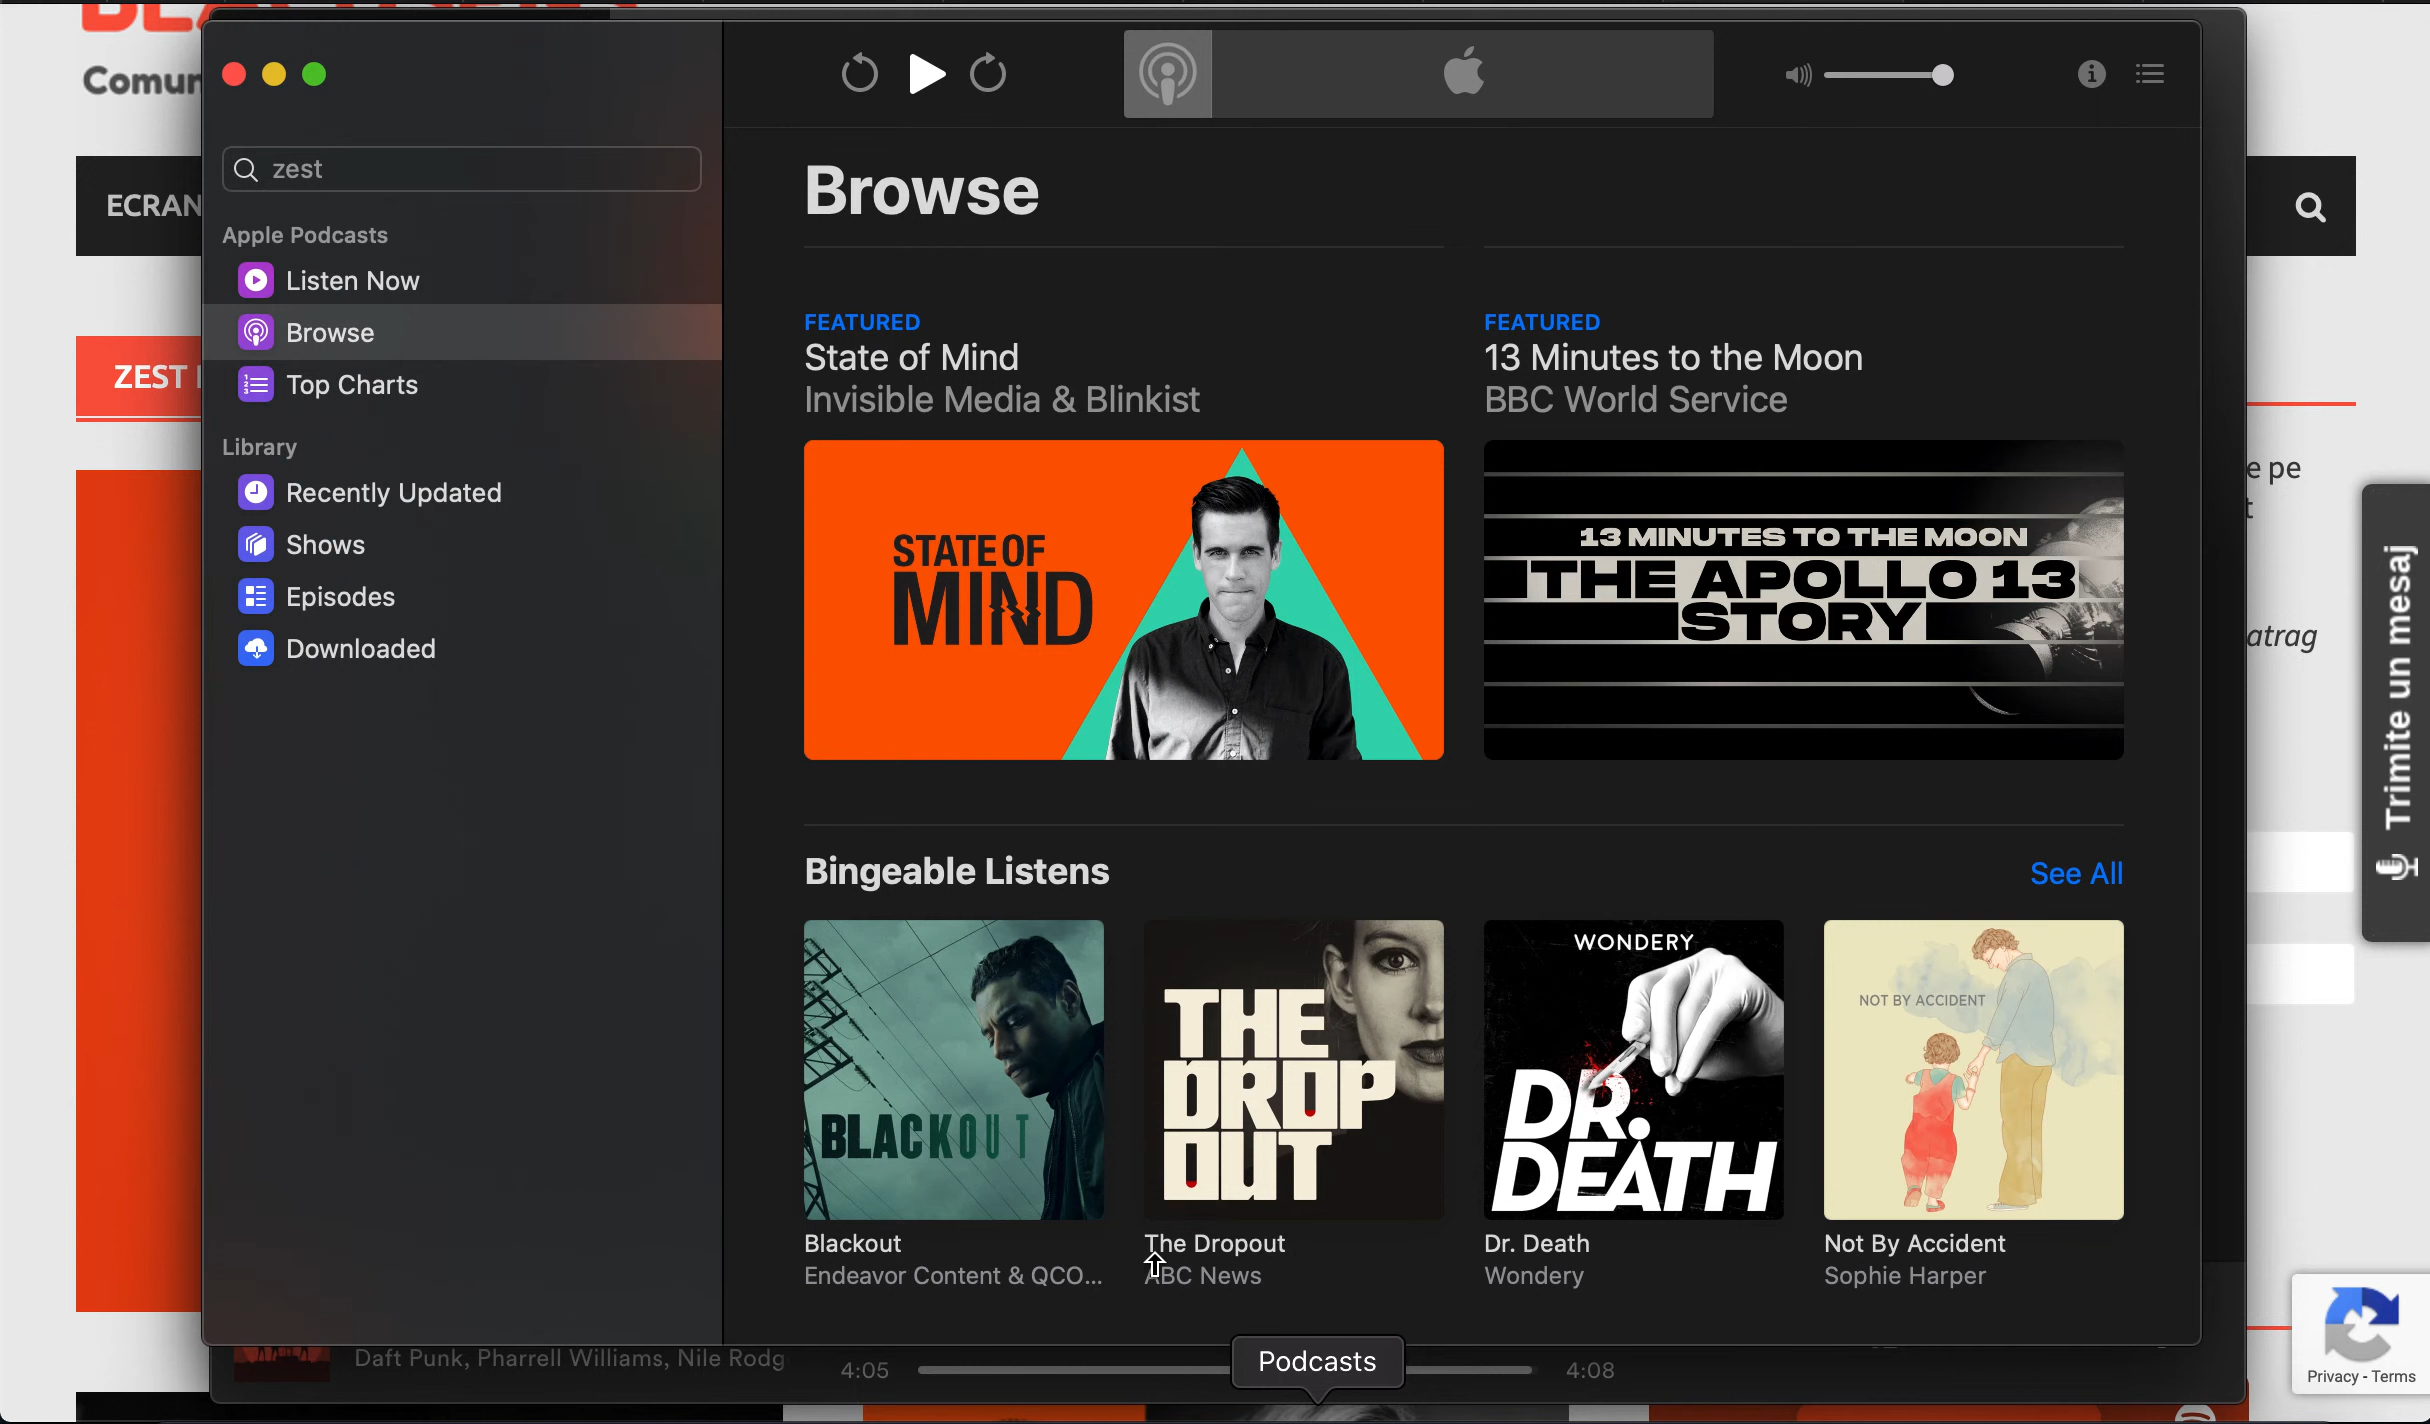 Comun
ECRAN
ZEST
zest
Apple Podcasts
Listen Now
Browse
Top Charts
Library
Recently Updated
Shows
Episodes
Downloaded
Browse
FEATURED
State of Mind
Invisible Media & Blinkist
STATE OF
MIND
FEATURED
13 Minutes to the Moon
BBC World Service
13 MINUTES TO THE MOON
THE APOLLO 13
STORY
Bingeable Listens
See All
BLACKOUT
Blackout
Endeavor Content & QCO...
THE
DROP
OUT
The Dropout
ABC News
WONDERY
DR.
DEATH
Dr. Death
Wondery
NOT BY ACCIDENT
Not By Accident
Sophie Harper
e pe
t
atrag
Trimite un mesaj
Daft Punk, Pharrell Williams, Nile Rodg
4:05
4:08
Podcasts
Privacy - Terms